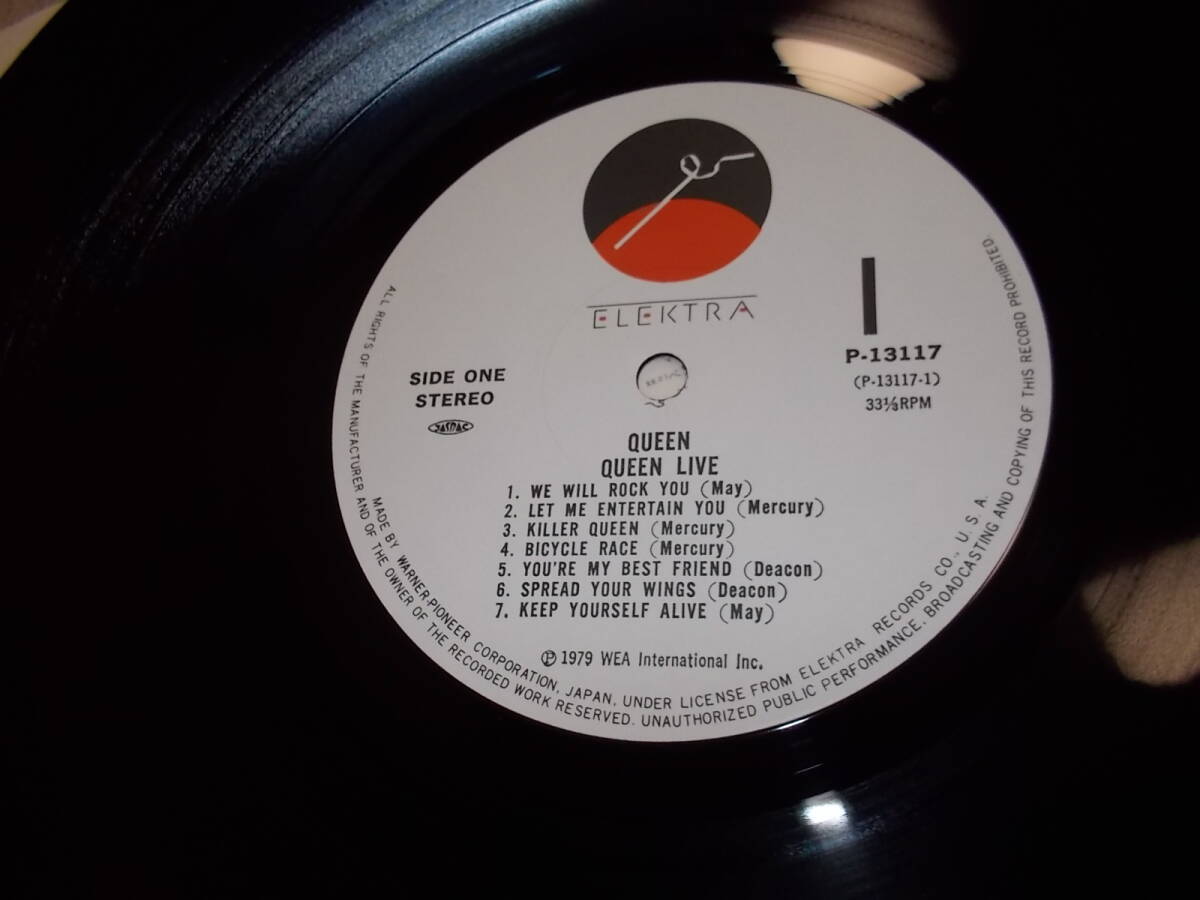 ELEKTRA
I
P-13117
(P-13117-1)
33⅓RPM
SIDE ONE
STEREO
JASRAC
QUEEN
QUEEN LIVE
1. WE WILL ROCK YOU (May)
2. LET ME ENTERTAIN YOU (Mercury)
3. KILLER QUEEN (Mercury)
4. BICYCLE RACE (Mercury)
5. YOU'RE MY BEST FRIEND (Deacon)
6. SPREAD YOUR WINGS (Deacon)
7. KEEP YOURSELF ALIVE (May)
Ⓟ 1979 WEA International Inc.
MADE BY WARNER-PIONEER CORPORATION, JAPAN, UNDER LICENSE FROM ELEKTRA RECORDS CO., U.S.A.
ALL RIGHTS OF THE MANUFACTURER AND OF THE OWNER OF THE RECORDED WORK RESERVED. UNAUTHORIZED PUBLIC PERFORMANCE, BROADCASTING AND COPYING OF THIS RECORD PROHIBITED.